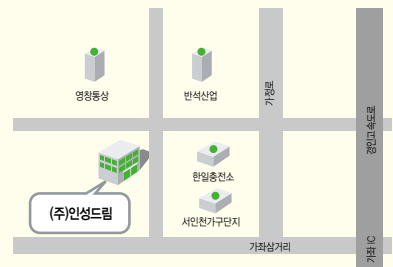 영창통상
반석산업
가정로
경인고속도로
한일충전소
(주)인성드림
서인천가구단지
가좌삼거리
가좌 IC